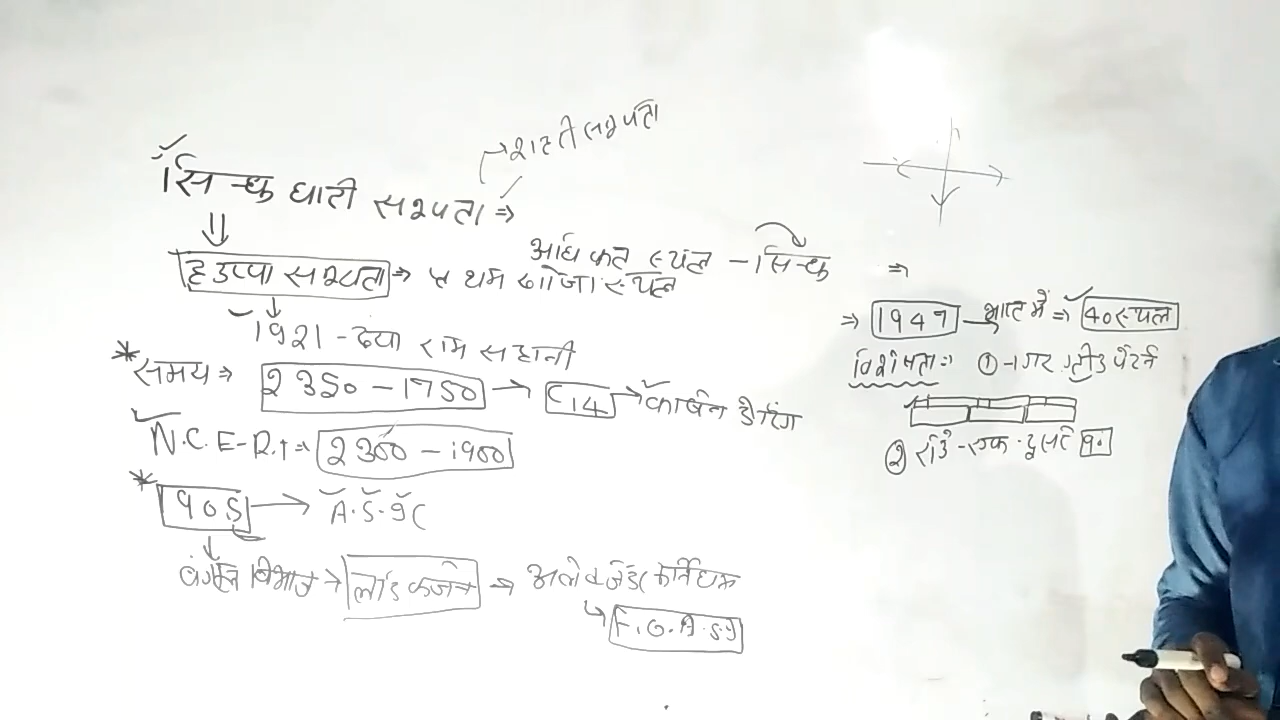 → शहरी सभ्यता
सिन्धु घाटी सभ्यता ⇒
अधिकतर स्थल - सिन्धु ⇒
हड़प्पा सभ्यता ⇒ प्रथम खोजा स्थल
1921 - दया राम सहानी
* समय ⇒ 2350 - 1750 → C14 → कार्बन डेटिंग
N.C.E.R.T ⇒ 2300 - 1900
* 1905 → A.S.I
बंगाल विभाजन → लार्ड कर्जन ⇒ अलेक्जेंडर कनिंघम
↳ F.O.A.S.I
⇒ 1947 → भारत में ⇒ 40 स्थल
विशेषता ⇒ ① नगर ग्रीड पैटर्न
② रोड - एक दूसरे 90